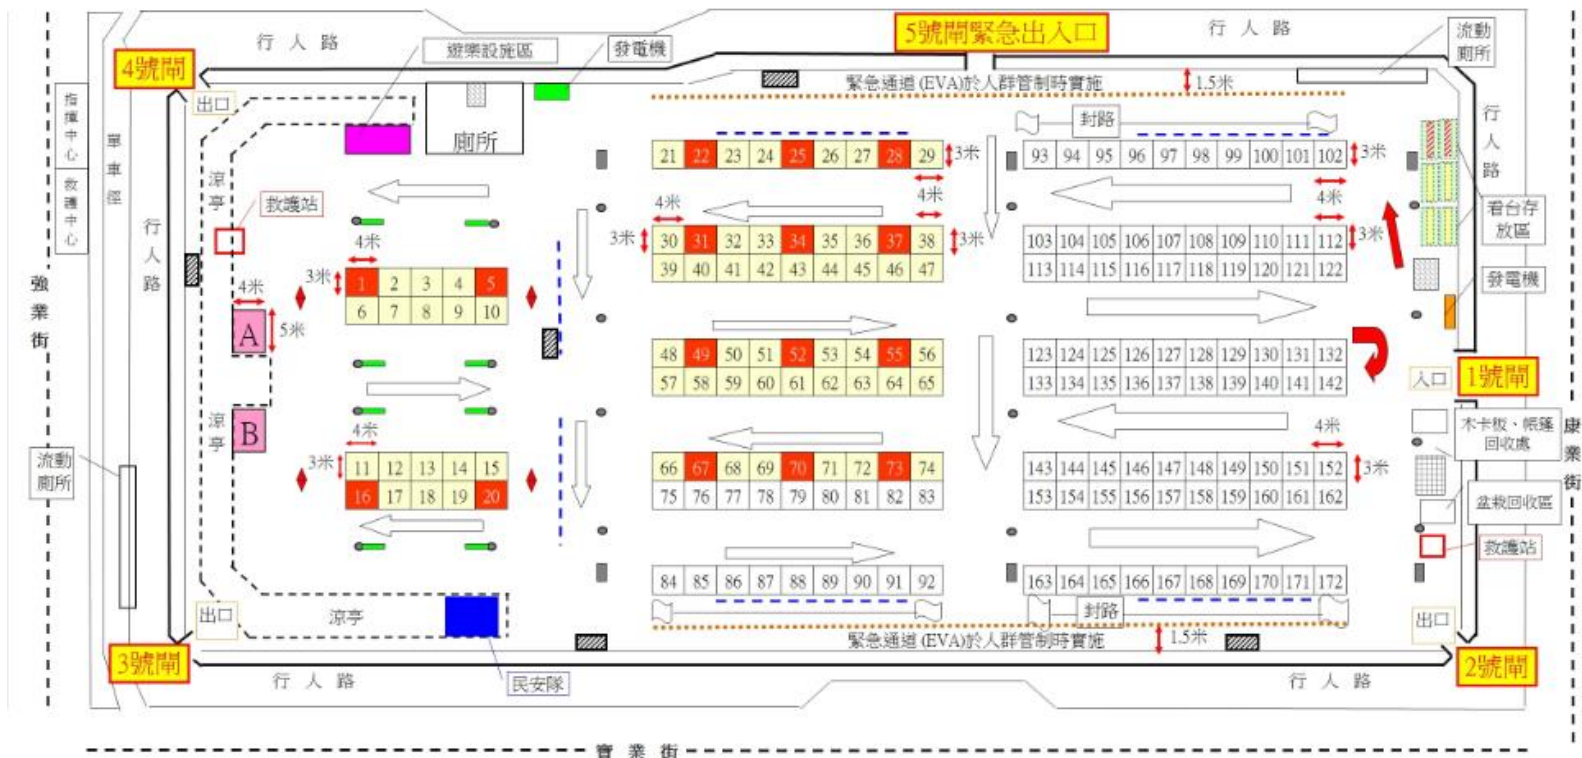 5號閘緊急出入口
行人路
行人路
流動
廁所
發電機
遊樂設施區
4號閘
緊急通道(EVA)於人群管制時實施
1.5米
出口
指揮中心
單車徑
行人路
封路
廁所
21 22 23 24 25 26 27 28 29
3米
93 94 95 96 97 98 99 100 101 102
3米
涼亭
救護中心
救護站
4米
4米
4米
4米
看台存
放區
行人路
3米
30 31 32 33 34 35 36 37 38
3米
103 104 105 106 107 108 109 110 111 112
3米
39 40 41 42 43 44 45 46 47
113 114 115 116 117 118 119 120 121 122
4米
3米
1 2 3 4 5
6 7 8 9 10
發電機
強業街
4米
A
5米
48 49 50 51 52 53 54 55 56
123 124 125 126 127 128 129 130 131 132
57 58 59 60 61 62 63 64 65
133 134 135 136 137 138 139 140 141 142
入口
1號閘
B
涼亭
4米
4米
木卡板、帳篷
回收處
康業街
流動
廁所
3米
11 12 13 14 15
16 17 18 19 20
66 67 68 69 70 71 72 73 74
75 76 77 78 79 80 81 82 83
143 144 145 146 147 148 149 150 151 152
3米
153 154 155 156 157 158 159 160 161 162
盆栽回收區
救護站
84 85 86 87 88 89 90 91 92
163 164 165 166 167 168 169 170 171 172
出口
涼亭
封路
出口
緊急通道(EVA)於人群管制時實施
1.5米
3號閘
2號閘
行人路
民安隊
行人路
寶業街